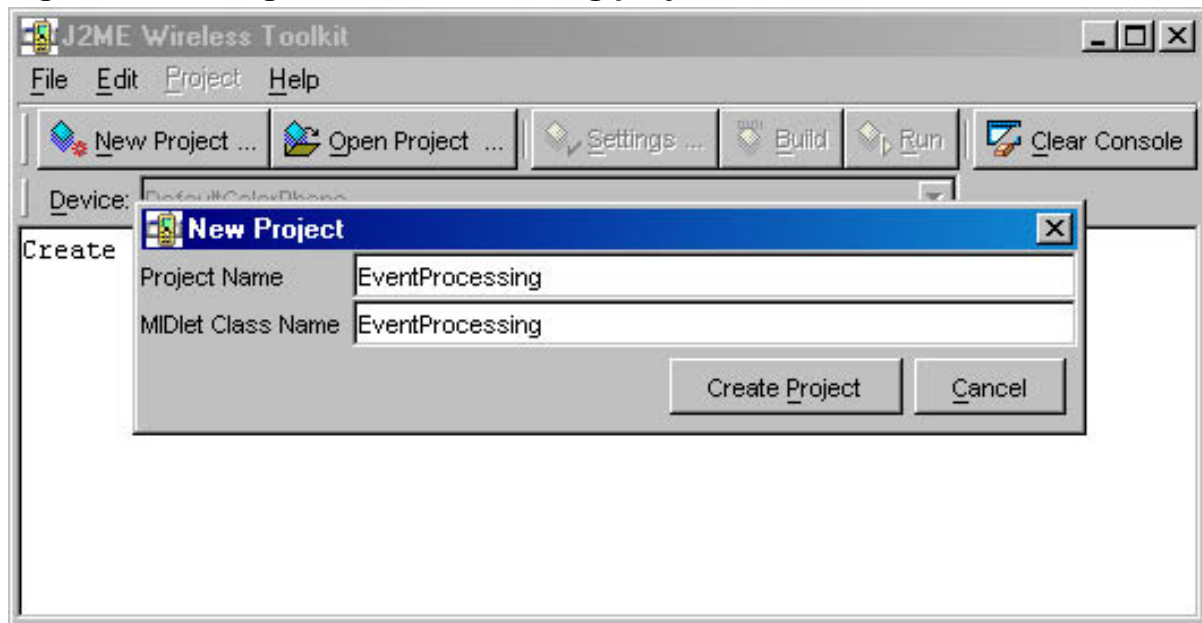 J2ME Wireless Toolkit
File Edit Project Help
New Project ... Open Project ... Settings ... Build Run Clear Console
Device: DefaultColorPhone
New Project
Create
Project Name EventProcessing
MIDlet Class Name EventProcessing
Create Project Cancel